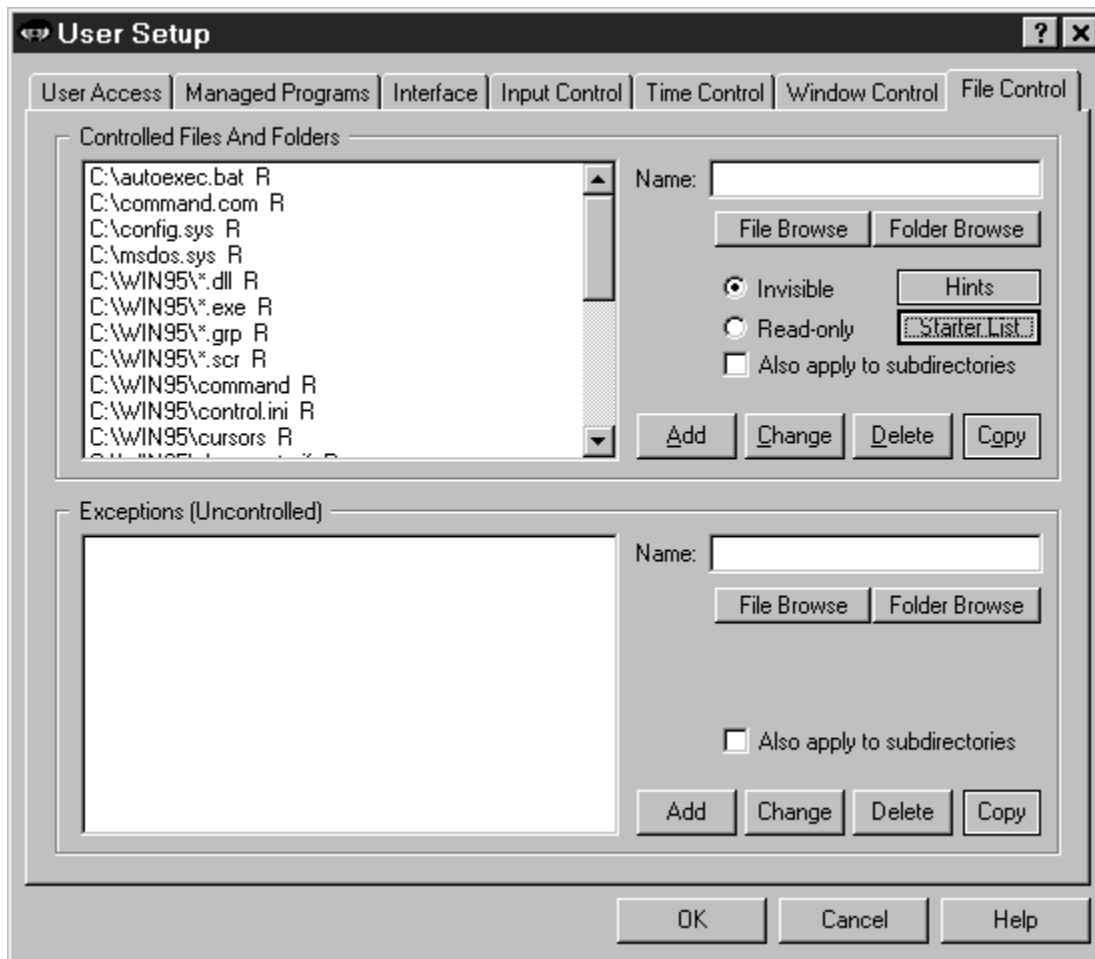 User Setup
User Access Managed Programs Interface Input Control Time Control Window Control File Control
Controlled Files And Folders
C:\autoexec.bat R
C:\command.com R
C:\config.sys R
C:\msdos.sys R
C:\WIN95\*.dll R
C:\WIN95\*.exe R
C:\WIN95\*.grp R
C:\WIN95\*.scr R
C:\WIN95\command R
C:\WIN95\control.ini R
C:\WIN95\cursors R
Name:
File Browse Folder Browse
Invisible Hints
Read-only Starter List
Also apply to subdirectories
Add Change Delete Copy
Exceptions (Uncontrolled)
Name:
File Browse Folder Browse
Also apply to subdirectories
Add Change Delete Copy
OK Cancel Help